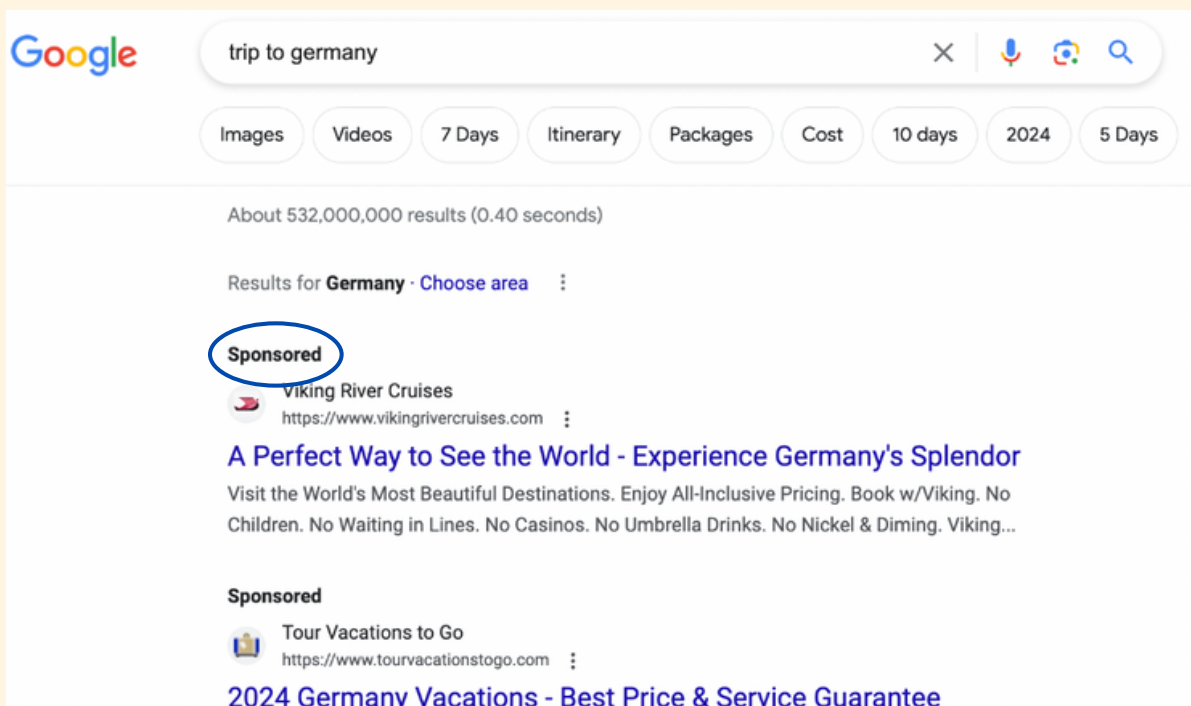 Google
trip to germany
Images Videos 7 Days Itinerary Packages Cost 10 days 2024 5 Days
About 532,000,000 results (0.40 seconds)
Results for Germany · Choose area
Sponsored
Viking River Cruises
https://www.vikingrivercruises.com
A Perfect Way to See the World - Experience Germany's Splendor
Visit the World's Most Beautiful Destinations. Enjoy All-Inclusive Pricing. Book w/Viking. No
Children. No Waiting in Lines. No Casinos. No Umbrella Drinks. No Nickel & Diming. Viking...
Sponsored
Tour Vacations to Go
https://www.tourvacationstogo.com
2024 Germany Vacations - Best Price & Service Guarantee